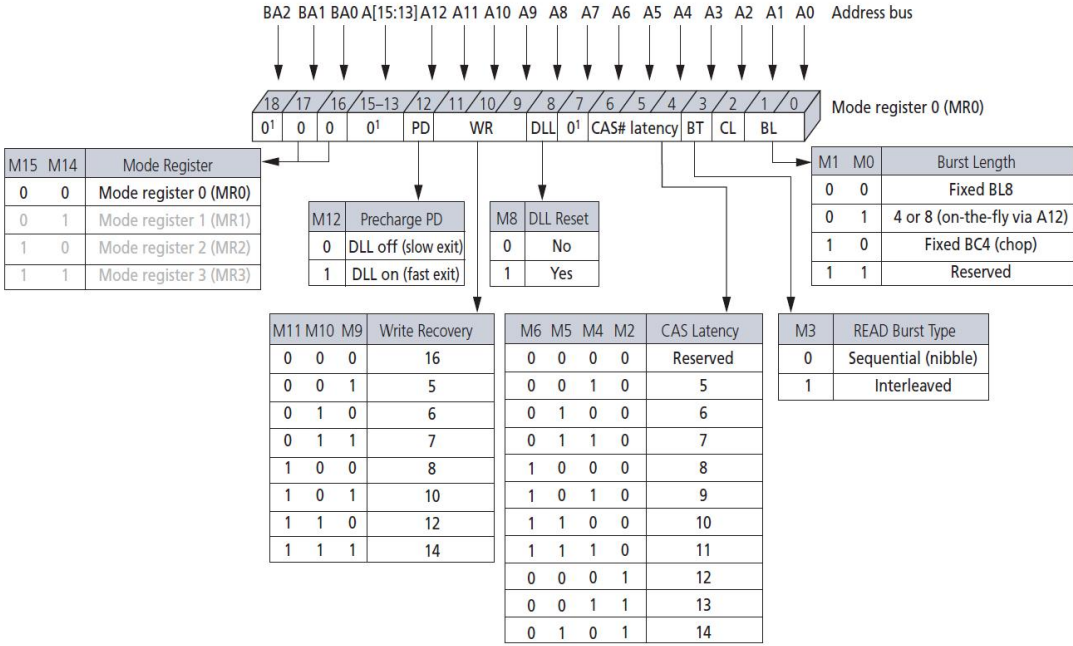 BA2 BA1 BA0 A[15:13] A12 A11 A10 A9 A8 A7 A6 A5 A4 A3 A2 A1 A0 Address bus
18 17 16 15–13 12 11 10 9 8 7 6 5 4 3 2 1 0 Mode register 0 (MR0)
0¹ 0 0 0¹ PD WR DLL 0¹ CAS# latency BT CL BL
M15 M14 Mode Register
0 0 Mode register 0 (MR0)
0 1 Mode register 1 (MR1)
1 0 Mode register 2 (MR2)
1 1 Mode register 3 (MR3)
M12 Precharge PD
0 DLL off (slow exit)
1 DLL on (fast exit)
M8 DLL Reset
0 No
1 Yes
M1 M0 Burst Length
0 0 Fixed BL8
0 1 4 or 8 (on-the-fly via A12)
1 0 Fixed BC4 (chop)
1 1 Reserved
M11 M10 M9 Write Recovery
0 0 0 16
0 0 1 5
0 1 0 6
0 1 1 7
1 0 0 8
1 0 1 10
1 1 0 12
1 1 1 14
M6 M5 M4 M2 CAS Latency
0 0 0 0 Reserved
0 0 1 0 5
0 1 0 0 6
0 1 1 0 7
1 0 0 0 8
1 0 1 0 9
1 1 0 0 10
1 1 1 0 11
0 0 0 1 12
0 0 1 1 13
0 1 0 1 14
M3 READ Burst Type
0 Sequential (nibble)
1 Interleaved